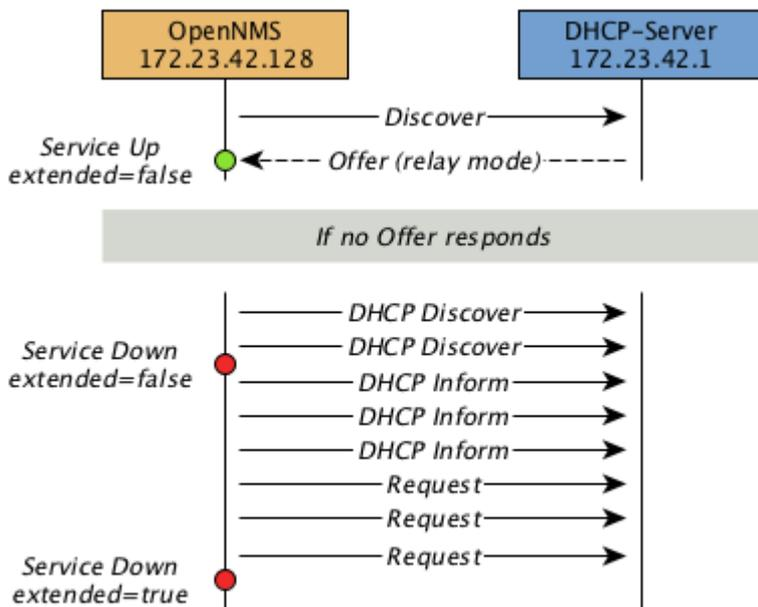 OpenNMS
172.23.42.128
DHCP-Server
172.23.42.1
Discover
Service Up
extended=false
Offer (relay mode)
If no Offer responds
DHCP Discover
DHCP Discover
Service Down
extended=false
DHCP Inform
DHCP Inform
DHCP Inform
Request
Request
Request
Service Down
extended=true